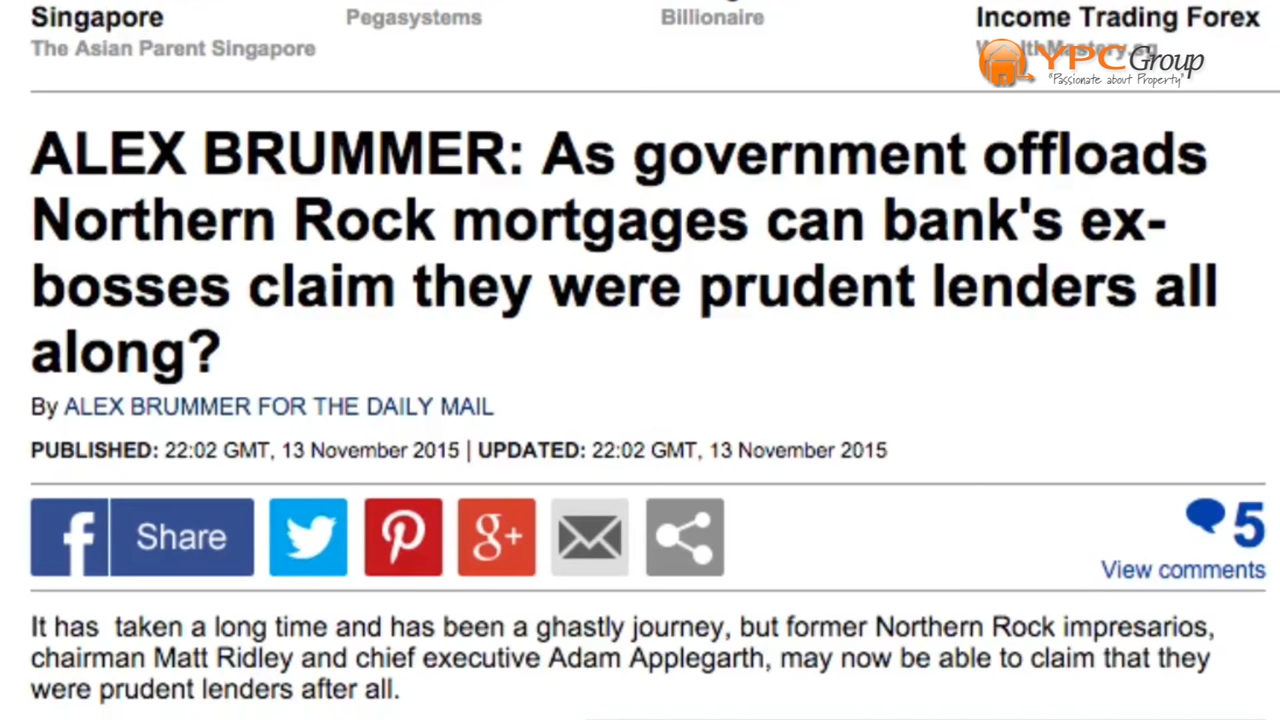 Singapore
Pegasystems
Billionaire
Income Trading Forex
The Asian Parent Singapore
YPC Group
"Passionate about Property"
ALEX BRUMMER: As government offloads
Northern Rock mortgages can bank's ex-
bosses claim they were prudent lenders all
along?
By ALEX BRUMMER FOR THE DAILY MAIL
PUBLISHED: 22:02 GMT, 13 November 2015 | UPDATED: 22:02 GMT, 13 November 2015
f Share
g+
5
View comments
It has taken a long time and has been a ghastly journey, but former Northern Rock impresarios,
chairman Matt Ridley and chief executive Adam Applegarth, may now be able to claim that they
were prudent lenders after all.